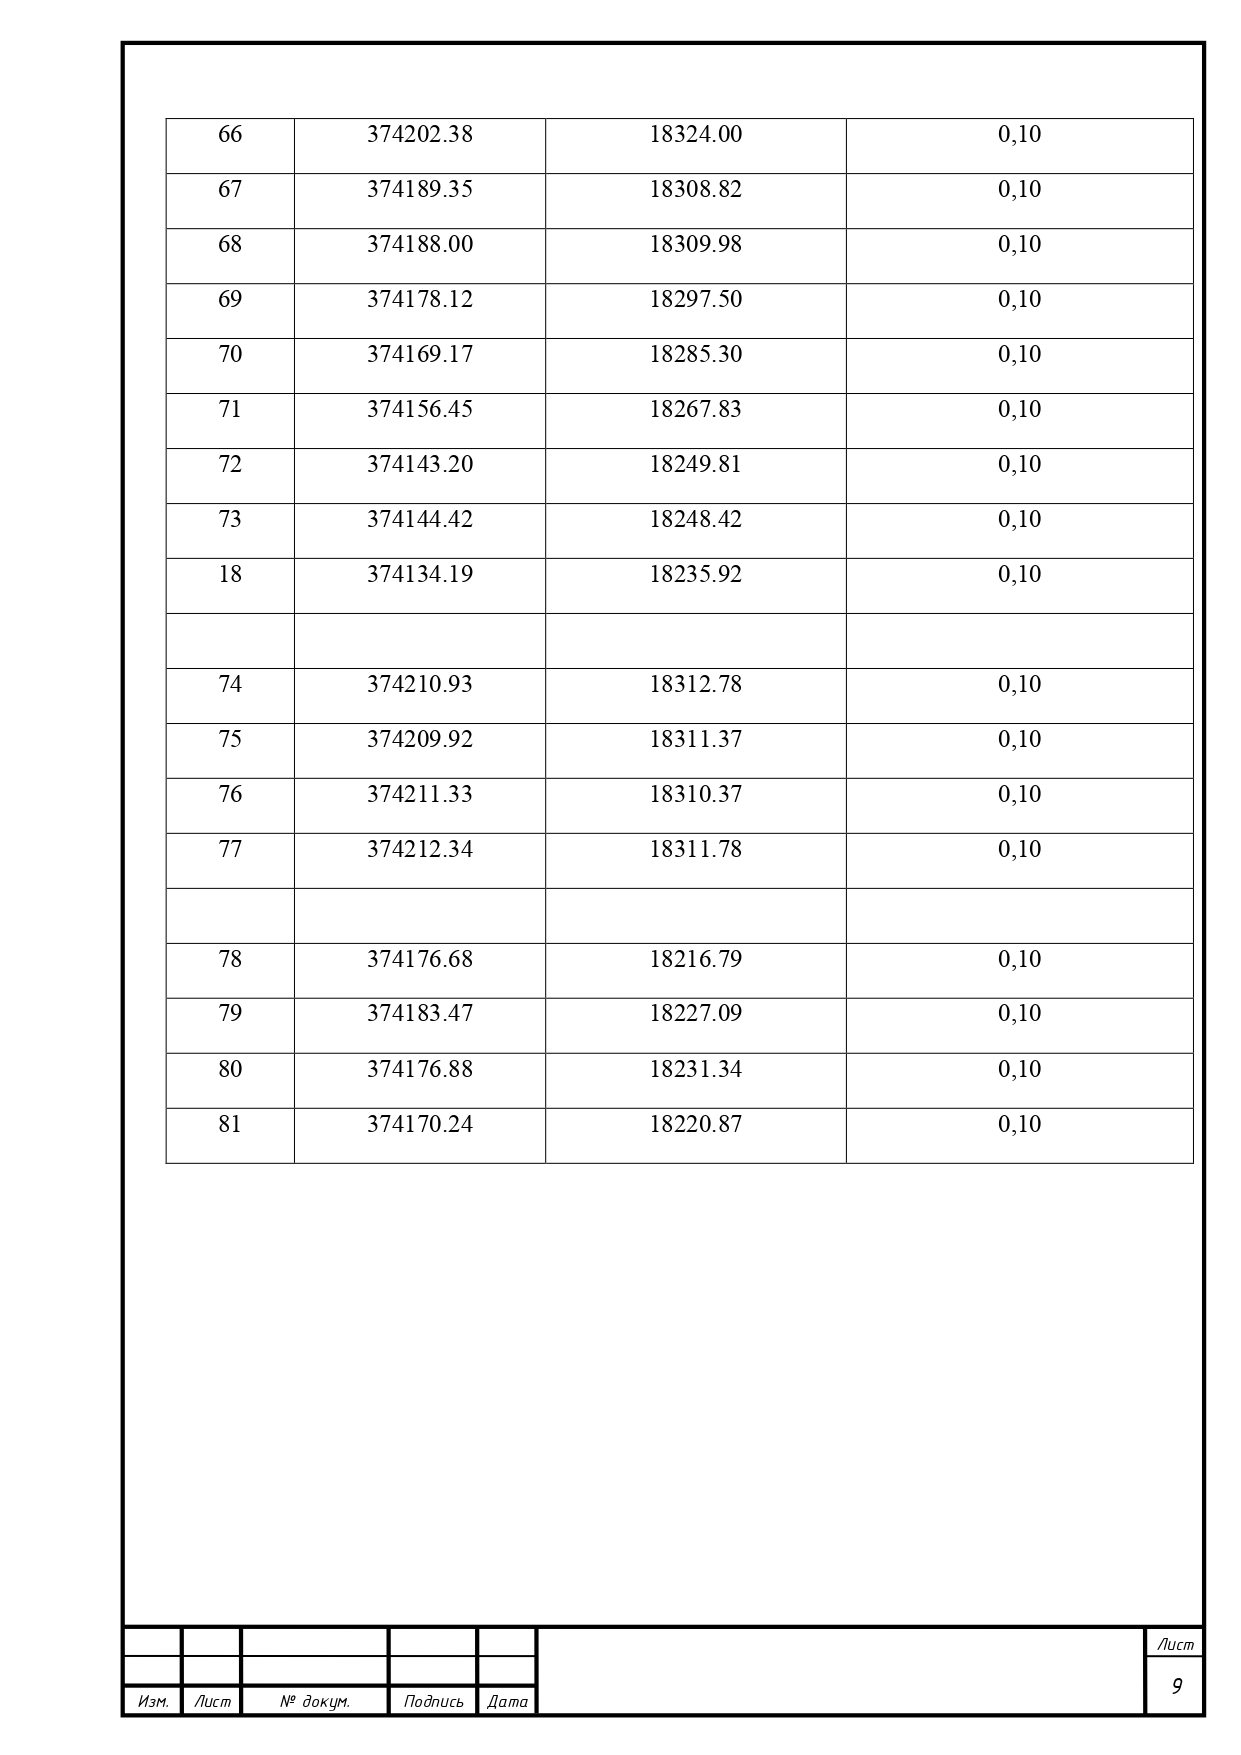 66 374202.38 18324.00 0,10
67 374189.35 18308.82 0,10
68 374188.00 18309.98 0,10
69 374178.12 18297.50 0,10
70 374169.17 18285.30 0,10
71 374156.45 18267.83 0,10
72 374143.20 18249.81 0,10
73 374144.42 18248.42 0,10
18 374134.19 18235.92 0,10
74 374210.93 18312.78 0,10
75 374209.92 18311.37 0,10
76 374211.33 18310.37 0,10
77 374212.34 18311.78 0,10
78 374176.68 18216.79 0,10
79 374183.47 18227.09 0,10
80 374176.88 18231.34 0,10
81 374170.24 18220.87 0,10
Лист
9
Изм. Лист № докум. Подпись Дата